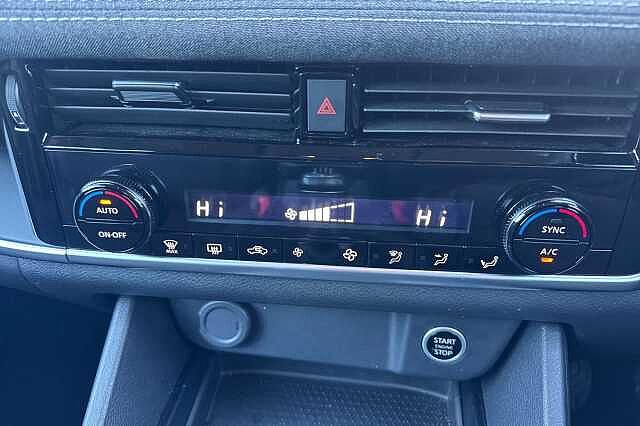 AUTO
ON·OFF
Hi
Hi
SYNC
A/C
MAX
START
ENGINE
STOP